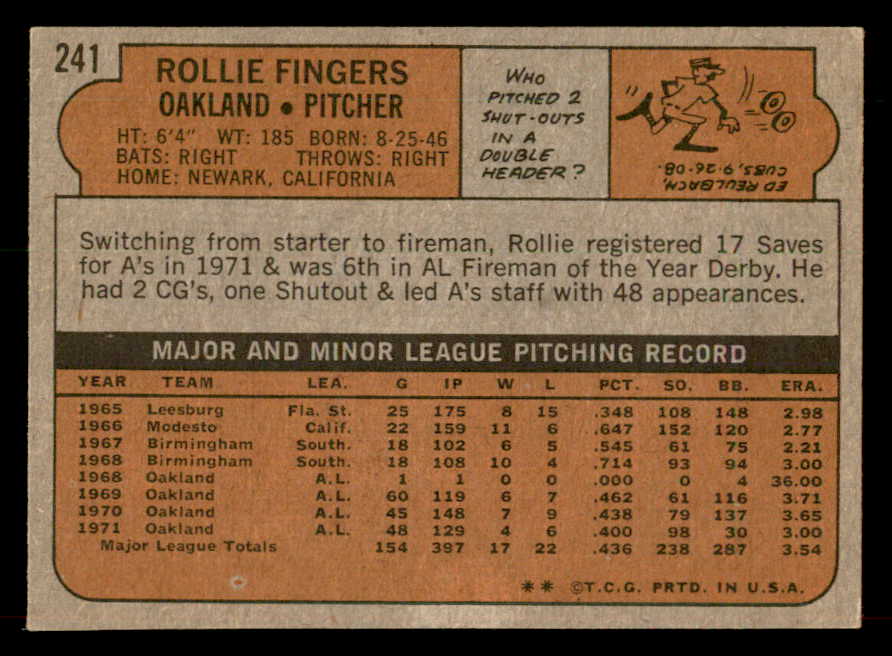 241
ROLLIE FINGERS
OAKLAND • PITCHER
HT: 6'4" WT: 185 BORN: 8-25-46
BATS: RIGHT THROWS: RIGHT
HOME: NEWARK, CALIFORNIA
WHO
PITCHED 2
SHUT-OUTS
IN A
DOUBLE
HEADER?
ED REULBACH,
CUBS, 9-26-08.
Switching from starter to fireman, Rollie registered 17 Saves
for A's in 1971 & was 6th in AL Fireman of the Year Derby. He
had 2 CG's, one Shutout & led A's staff with 48 appearances.
MAJOR AND MINOR LEAGUE PITCHING RECORD
YEAR TEAM LEA. G IP W L PCT. SO. BB. ERA.
1965 Leesburg Fla. St. 25 175 8 15 .348 108 148 2.98
1966 Modesto Calif. 22 159 11 6 .647 152 120 2.77
1967 Birmingham South. 18 102 6 5 .545 61 75 2.21
1968 Birmingham South. 18 108 10 4 .714 93 94 3.00
1968 Oakland A.L. 1 1 0 0 .000 0 4 36.00
1969 Oakland A.L. 60 119 6 7 .462 61 116 3.71
1970 Oakland A.L. 45 148 7 9 .438 79 137 3.65
1971 Oakland A.L. 48 129 4 6 .400 98 30 3.00
Major League Totals 154 397 17 22 .436 238 287 3.54
** ©T.C.G. PRTD. IN U.S.A.